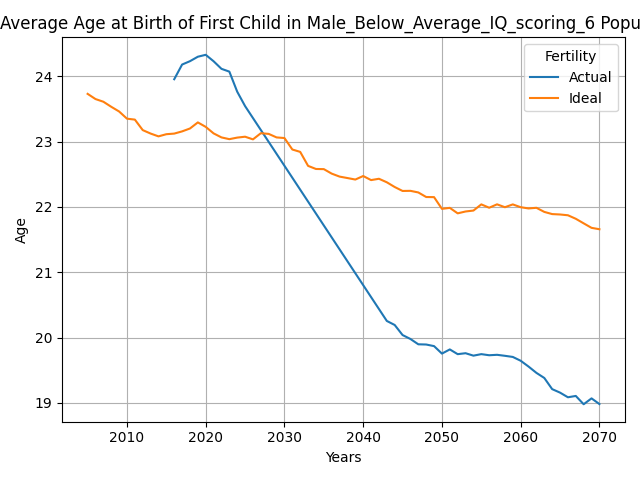 Average Age at Birth of First Child in Male_Below_Average_IQ_scoring_6 Popu
Fertility
Actual
Ideal
24
23
22
21
20
19
Age
2010 2020 2030 2040 2050 2060 2070
Years